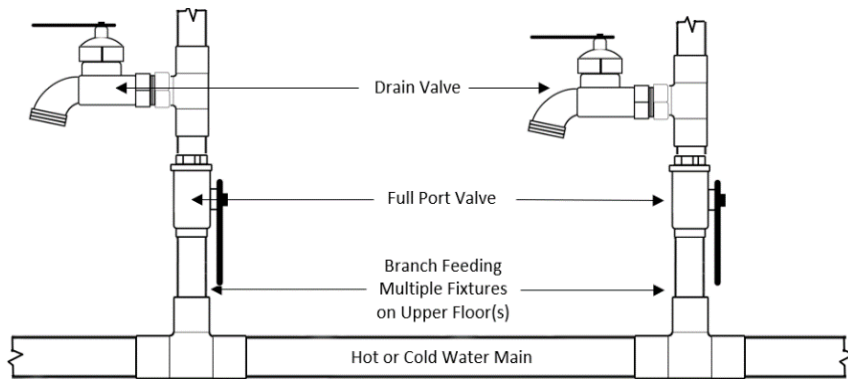 Drain Valve
Full Port Valve
Branch Feeding
Multiple Fixtures
on Upper Floor(s)
Hot or Cold Water Main